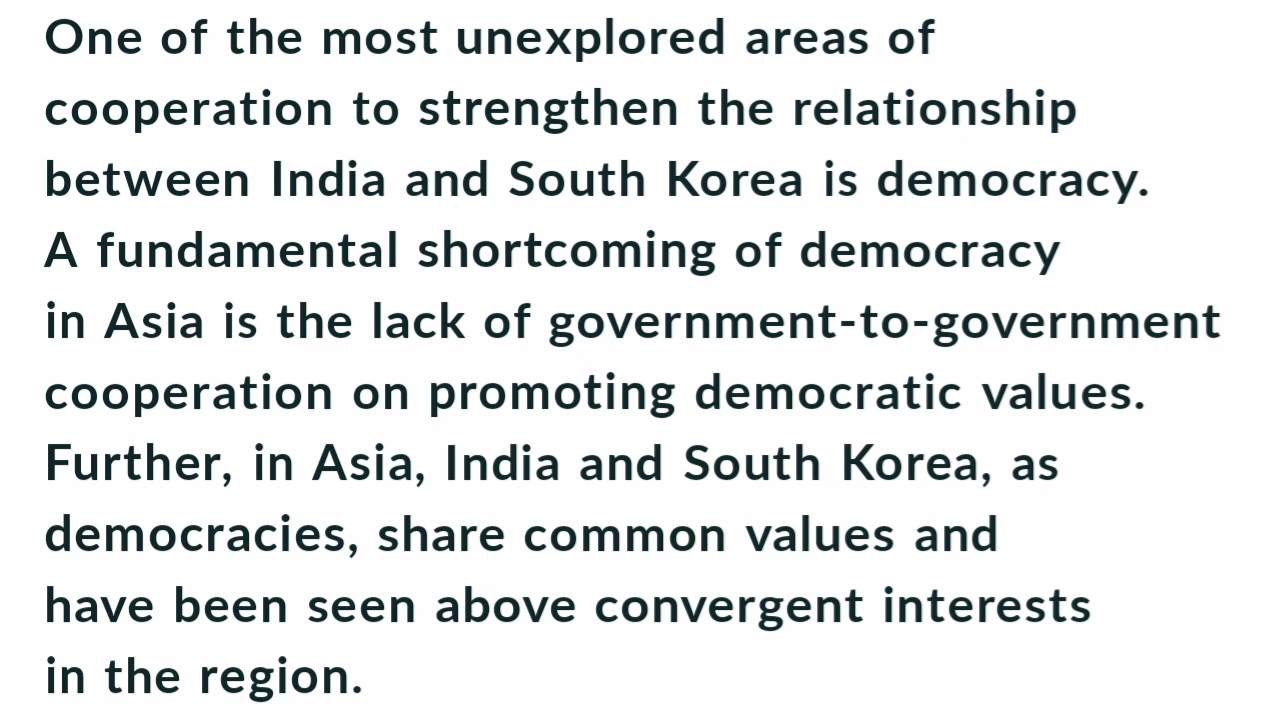 One of the most unexplored areas of
cooperation to strengthen the relationship
between India and South Korea is democracy.
A fundamental shortcoming of democracy
in Asia is the lack of government-to-government
cooperation on promoting democratic values.
Further, in Asia, India and South Korea, as
democracies, share common values and
have been seen above convergent interests
in the region.